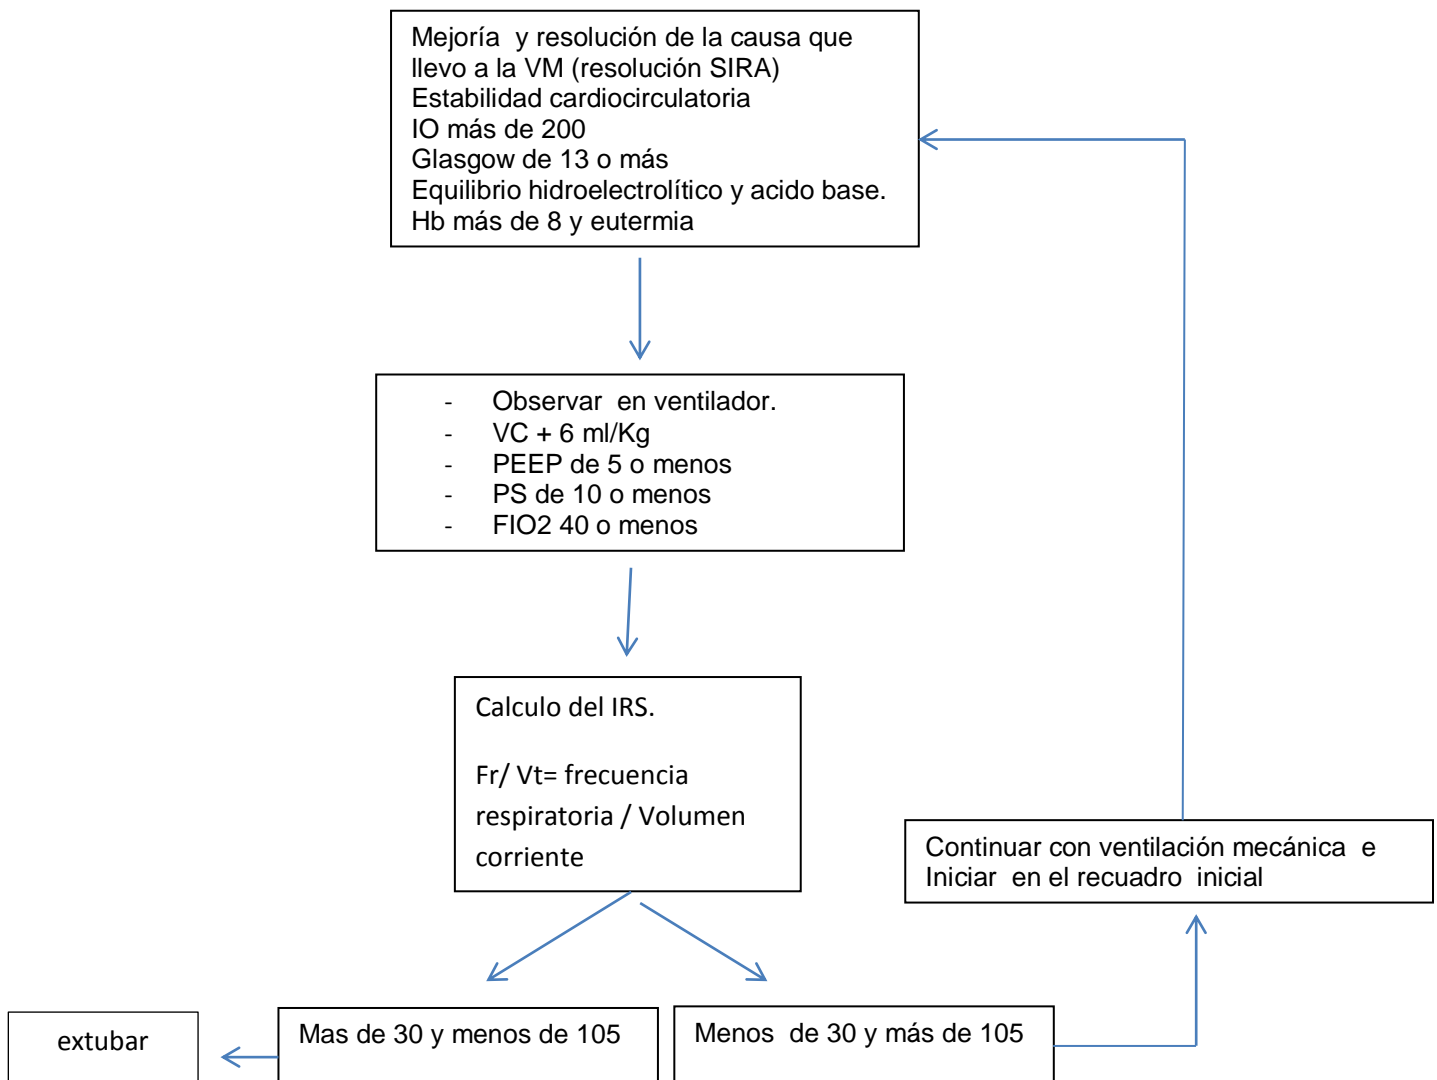 Mejoría y resolución de la causa que
llevo a la VM (resolución SIRA)
Estabilidad cardiocirculatoria
IO más de 200
Glasgow de 13 o más
Equilibrio hidroelectrolítico y acido base.
Hb más de 8 y eutermia
- Observar en ventilador.
- VC + 6 ml/Kg
- PEEP de 5 o menos
- PS de 10 o menos
- FIO2 40 o menos
Calculo del IRS.
Fr/ Vt= frecuencia
respiratoria / Volumen
corriente
Continuar con ventilación mecánica e
Iniciar en el recuadro inicial
extubar
Mas de 30 y menos de 105
Menos de 30 y más de 105